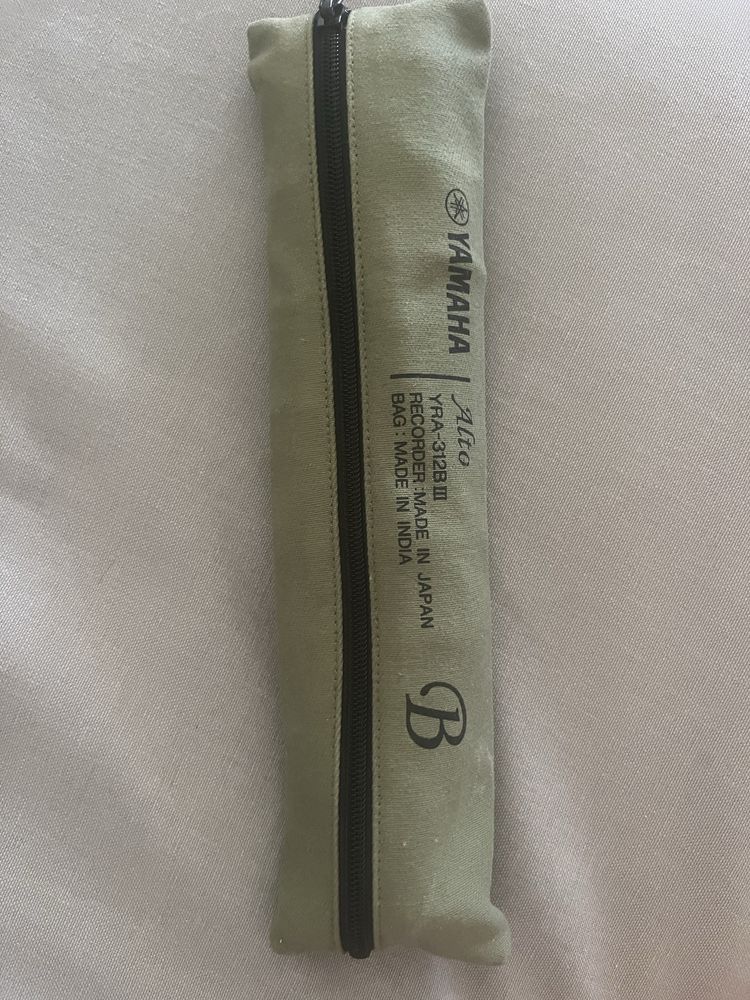 YAMAHA
Alto
YRA-312BⅢ
RECORDER:MADE IN JAPAN
BAG : MADE IN INDIA
B